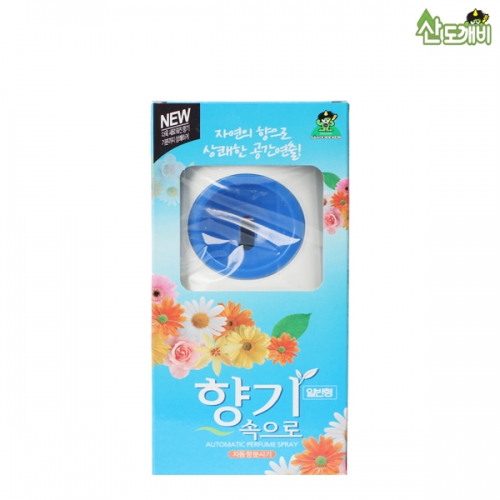 산도깨비
NEW
자연의 향으로
상쾌한 공간연출!
향기
일반형
속으로
AUTOMATIC PERFUME SPRAY
자동향분사기